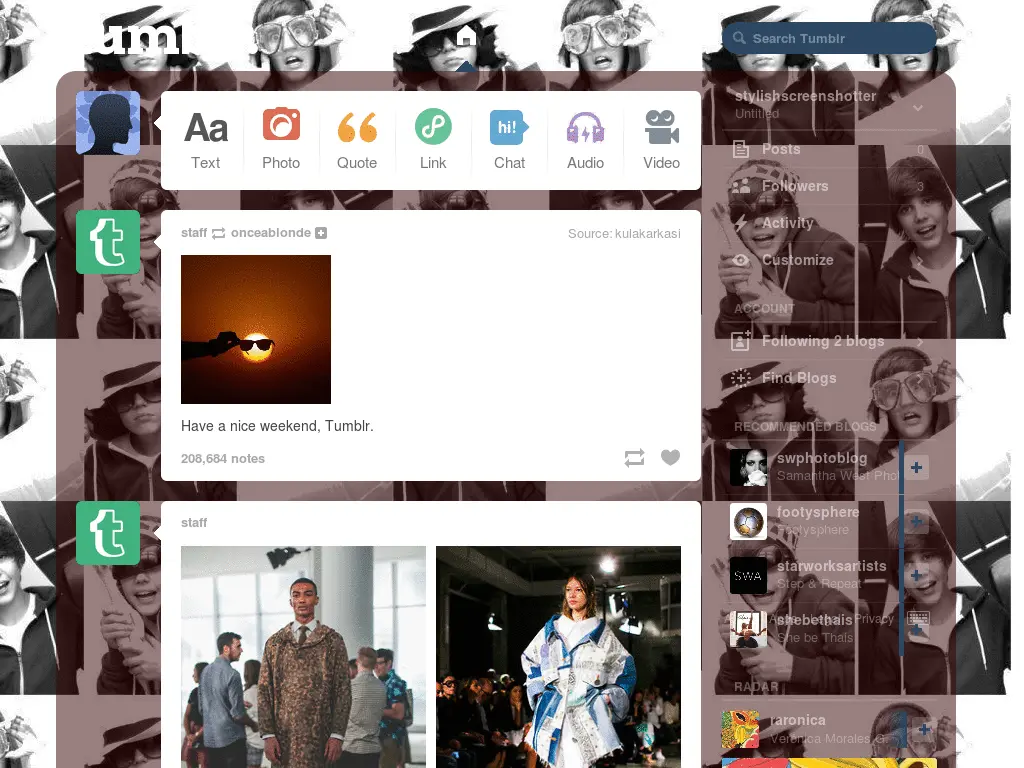 tumbl
Search Tumblr
stylishscreenshotter
Untitled
Aa
hi!
Text
Photo
Quote
Link
Chat
Audio
Video
Posts 0
Followers 3
Activity
Customize
ACCOUNT
Following 2 blogs
Find Blogs
RECOMMENDED BLOGS
swphotoblog
Samantha West Pho
footysphere
Footysphere
SWA
starworksartists
Step & Repeat
shebethais
She be Thais
Privacy
RADAR
Veronica Morales G.
t
staff onceablonde
Source: kulakarkasi
Have a nice weekend, Tumblr.
208,684 notes
t
staff